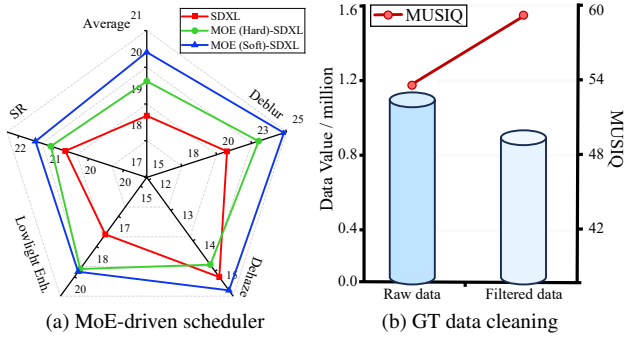 Average
21
SDXL
MOE (Hard)-SDXL
MOE (Soft)-SDXL
20
19
18
17
15
SR
22
21
20
20
15
Deblur
25
23
20
15
12
Lowlight Enh.
20
18
17
15
Dehaze
15
14
13
(a) MoE-driven scheduler
1.6
1.2
0.8
0.4
0.0
Data Value / million
MUSIQ
60
54
48
42
MUSIQ
Raw data
Filtered data
(b) GT data cleaning